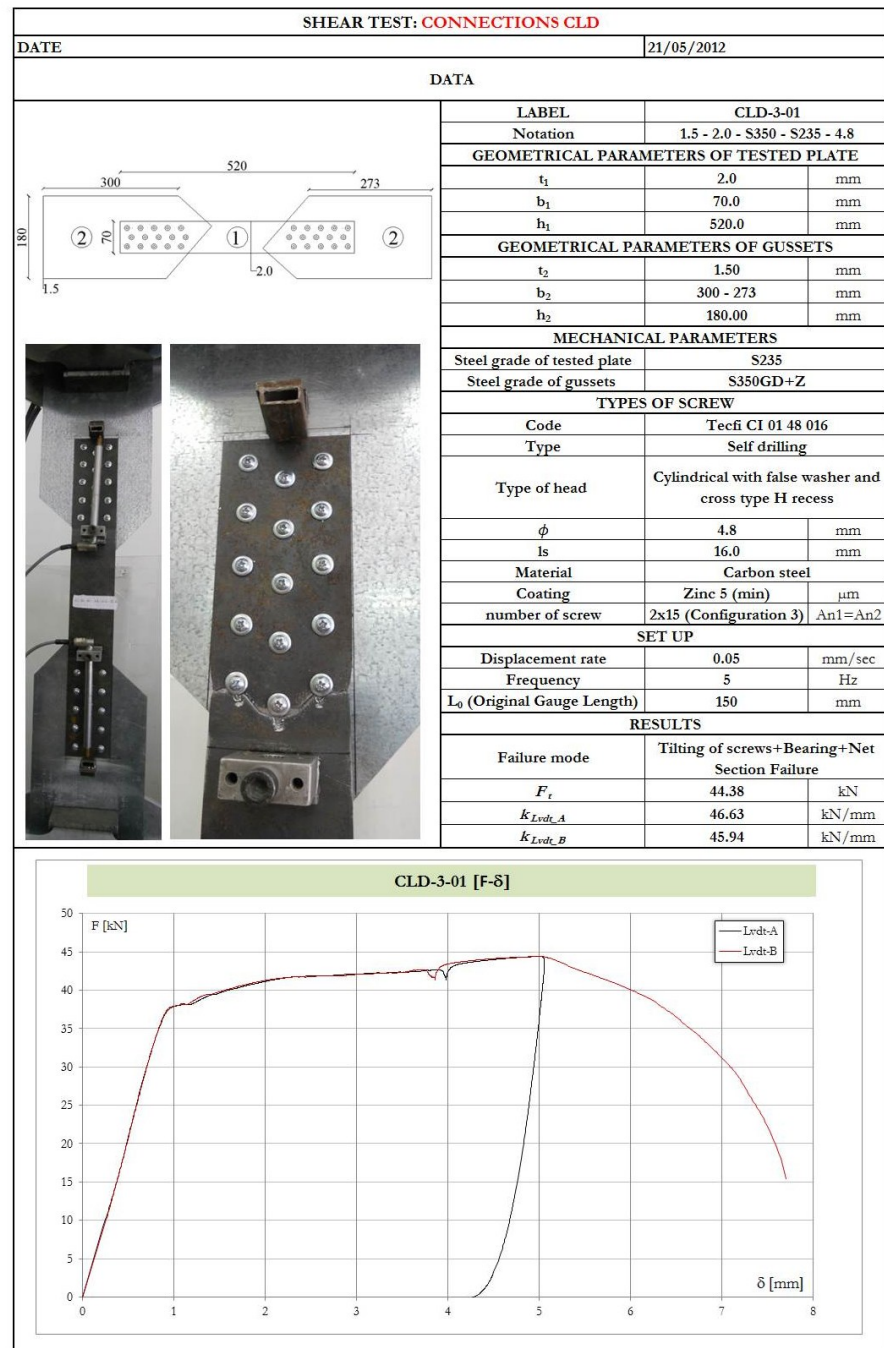 SHEAR TEST: CONNECTIONS CLD
DATE 21/05/2012
DATA
LABEL CLD-3-01
Notation 1.5 - 2.0 - S350 - S235 - 4.8
GEOMETRICAL PARAMETERS OF TESTED PLATE
t₁ 2.0 mm
b₁ 70.0 mm
h₁ 520.0 mm
GEOMETRICAL PARAMETERS OF GUSSETS
t₂ 1.50 mm
b₂ 300 - 273 mm
h₂ 180.00 mm
MECHANICAL PARAMETERS
Steel grade of tested plate S235
Steel grade of gussets S350GD+Z
TYPES OF SCREW
Code Tecfi CI 01 48 016
Type Self drilling
Type of head Cylindrical with false washer and
cross type H recess
ϕ 4.8 mm
ls 16.0 mm
Material Carbon steel
Coating Zinc 5 (min) µm
number of screw 2x15 (Configuration 3) An1=An2
SET UP
Displacement rate 0.05 mm/sec
Frequency 5 Hz
L₀ (Original Gauge Length) 150 mm
RESULTS
Failure mode Tilting of screws+Bearing+Net
Section Failure
Fₜ 44.38 kN
k Lvdt_A 46.63 kN/mm
k Lvdt_B 45.94 kN/mm
520
300 273
180
2 70 1 2
2.0
1.5
CLD-3-01 [F-δ]
F [kN]
Lvdt-A
Lvdt-B
50
45
40
35
30
25
20
15
10
5
0
δ [mm]
0 1 2 3 4 5 6 7 8